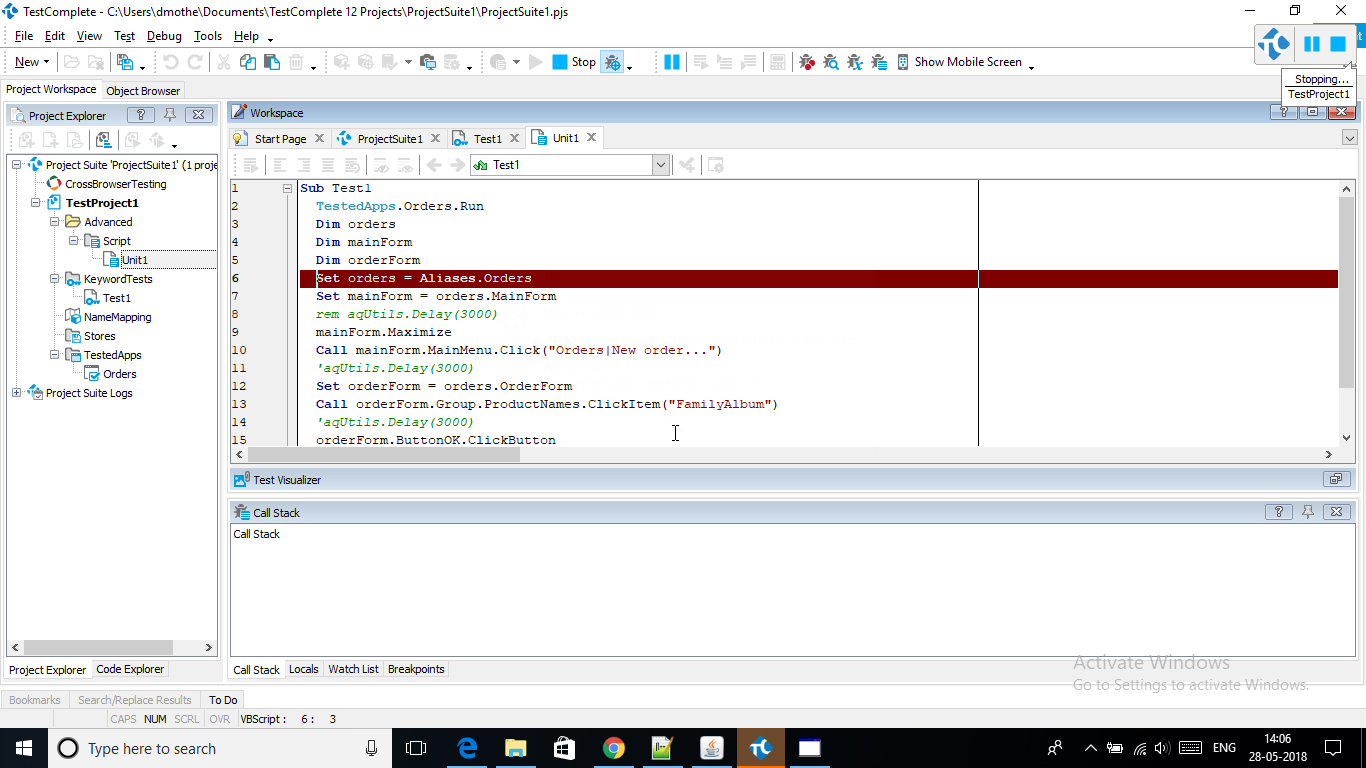 TestComplete - C:\Users\dmothe\Documents\TestComplete 12 Projects\ProjectSuite1\ProjectSuite1.pjs
File Edit View Test Debug Tools Help
New Stop Show Mobile Screen
Stopping...
TestProject1
Project Workspace Object Browser
Project Explorer
Project Suite 'ProjectSuite1' (1 proje
CrossBrowserTesting
TestProject1
Advanced
Script
Unit1
KeywordTests
Test1
NameMapping
Stores
TestedApps
Orders
Project Suite Logs
Project Explorer Code Explorer
Workspace
Start Page ProjectSuite1 Test1 Unit1
Test1
1 Sub Test1
2 TestedApps.Orders.Run
3 Dim orders
4 Dim mainForm
5 Dim orderForm
6 Set orders = Aliases.Orders
7 Set mainForm = orders.MainForm
8 rem aqUtils.Delay(3000)
9 mainForm.Maximize
10 Call mainForm.MainMenu.Click("Orders|New order...")
11 'aqUtils.Delay(3000)
12 Set orderForm = orders.OrderForm
13 Call orderForm.Group.ProductNames.ClickItem("FamilyAlbum")
14 'aqUtils.Delay(3000)
15 orderForm.ButtonOK.ClickButton
Test Visualizer
Call Stack
Call Stack
Call Stack Locals Watch List Breakpoints
Activate Windows
Go to Settings to activate Windows.
Bookmarks Search/Replace Results To Do
CAPS NUM SCRL OVR VBScript: 6: 3
Type here to search
ENG
14:06
28-05-2018